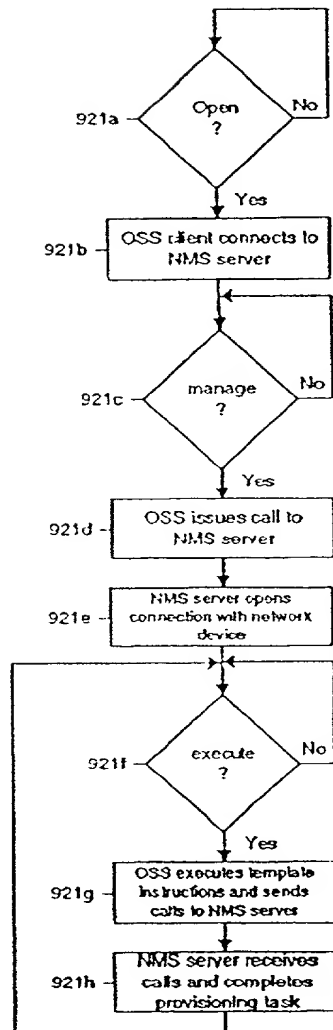 Open
?
No
921a
Yes
OSS client connects to
NMS server
921b
manage
?
No
921c
Yes
OSS issues call to
NMS server
921d
NMS server opens
connection with network
device
921e
execute
?
No
921f
Yes
OSS executes template
instructions and sends
calls to NMS server
921g
NMS server receives
calls and completes
provisioning task
921h